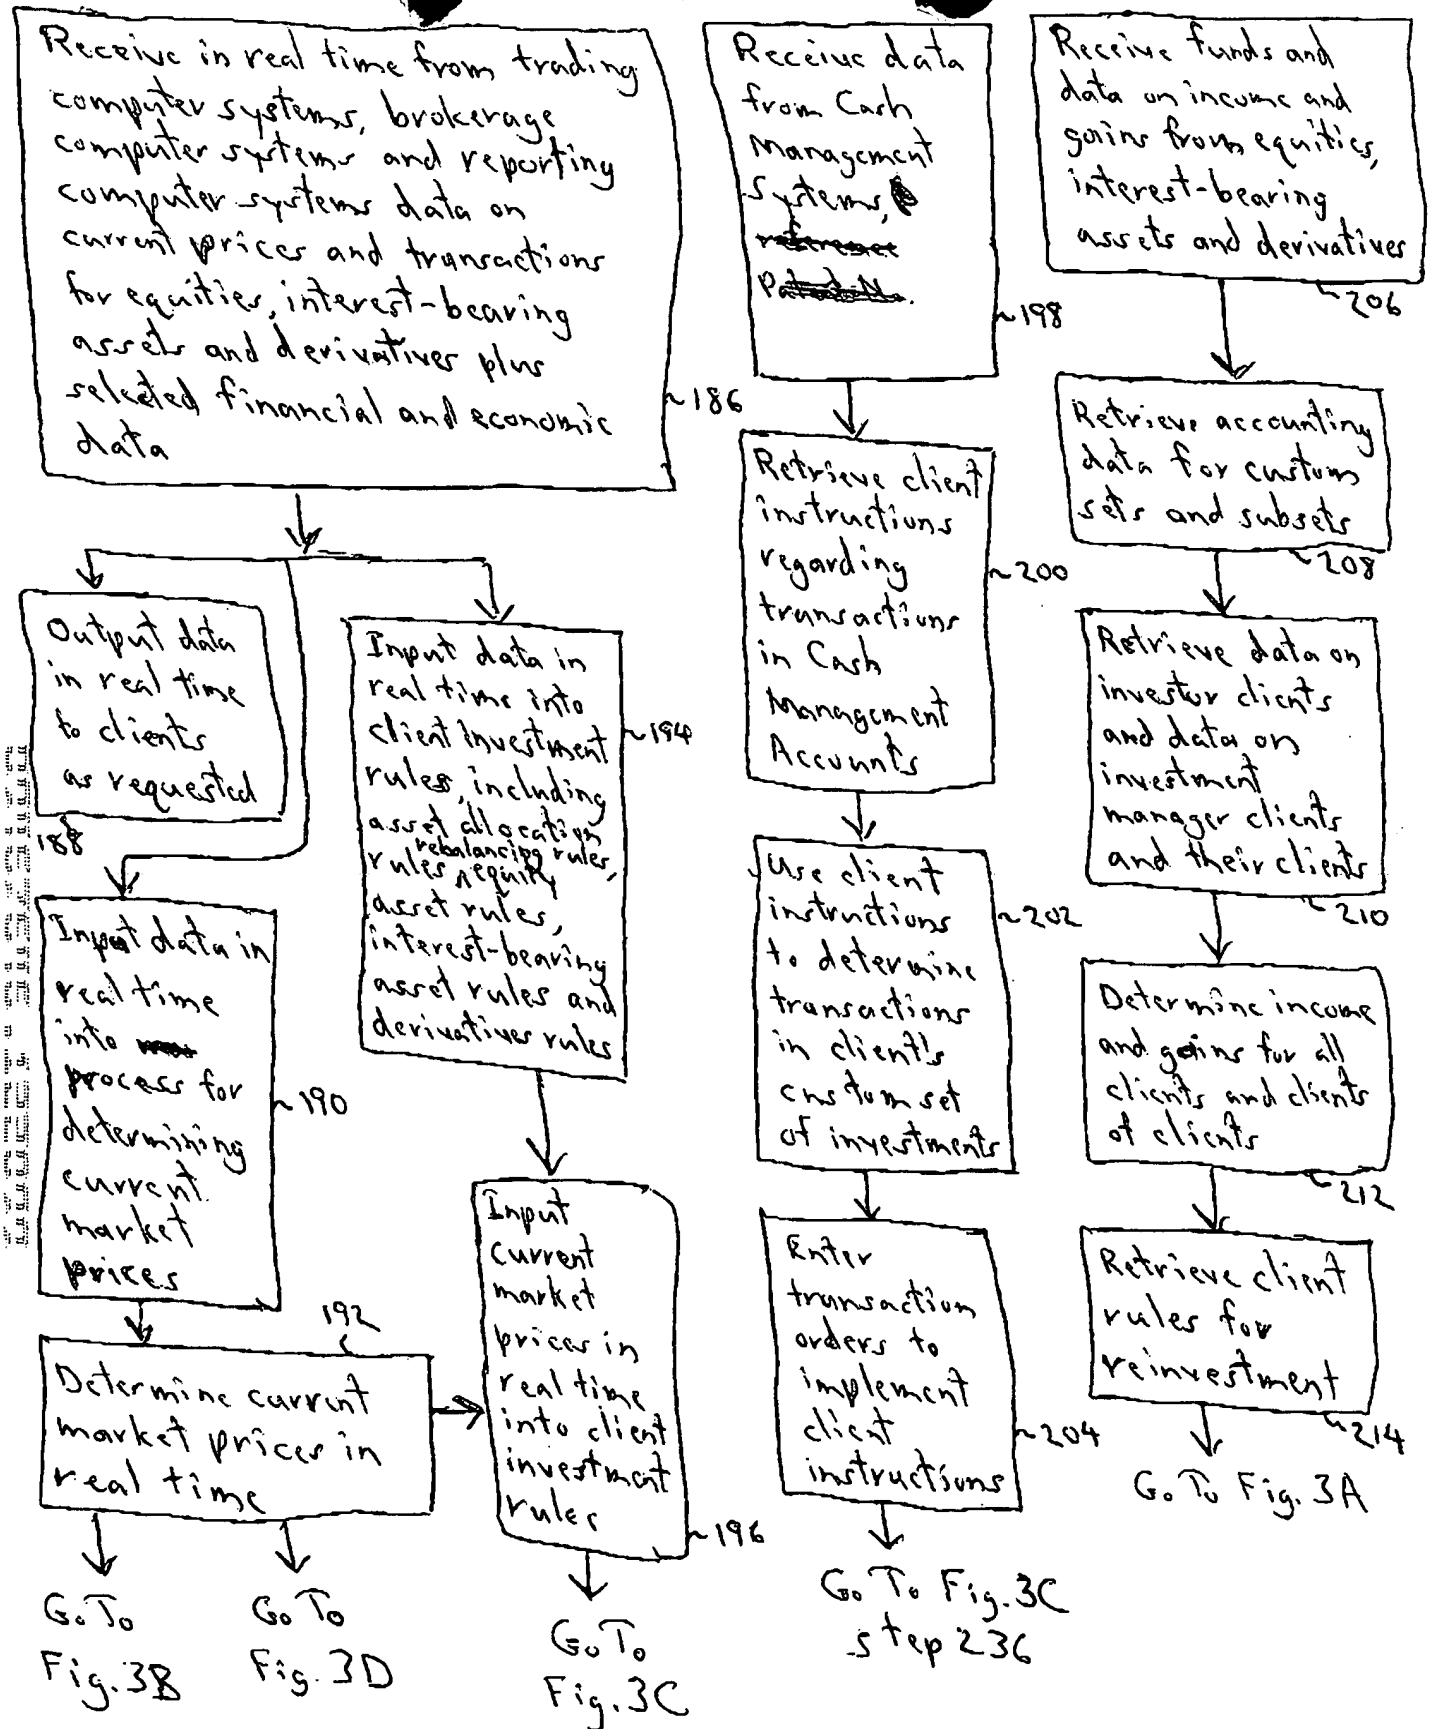 Receive in real time from trading
computer systems, brokerage
computer systems and reporting
computer systems data on
current prices and transactions
for equities, interest-bearing
assets and derivatives plus
selected financial and economic
data
~186
Output data
in real time
to clients
as requested
188
Input data in
real time
into
process for
determining
current
market
prices
~190
192
Determine current
market prices in
real time
Go To
Fig. 3B
Go To
Fig. 3D
Input data in
real time into
client investment
rules, including
asset allocation
rebalancing rules,
rules, equity
asset rules,
interest-bearing
asset rules and
derivatives rules
~194
Input
current
market
prices in
real time
into client
investment
rules
~196
Go To
Fig. 3C
Receive data
from Cash
Management
Systems,
reference
Patent No.
~198
Retrieve client
instructions
regarding
transactions
in Cash
Management
Accounts
~200
Use client
instructions
to determine
transactions
in client's
custom set
of investments
~202
Enter
transaction
orders to
implement
client
instructions
~204
Go To Fig. 3C
step 236
Receive funds and
data on income and
gains from equities,
interest-bearing
assets and derivatives
~206
Retrieve accounting
data for custom
sets and subsets
~208
Retrieve data on
investor clients
and data on
investment
manager clients
and their clients
~210
Determine income
and gains for all
clients and clients
of clients
~212
Retrieve client
rules for
reinvestment
~214
Go To Fig. 3A